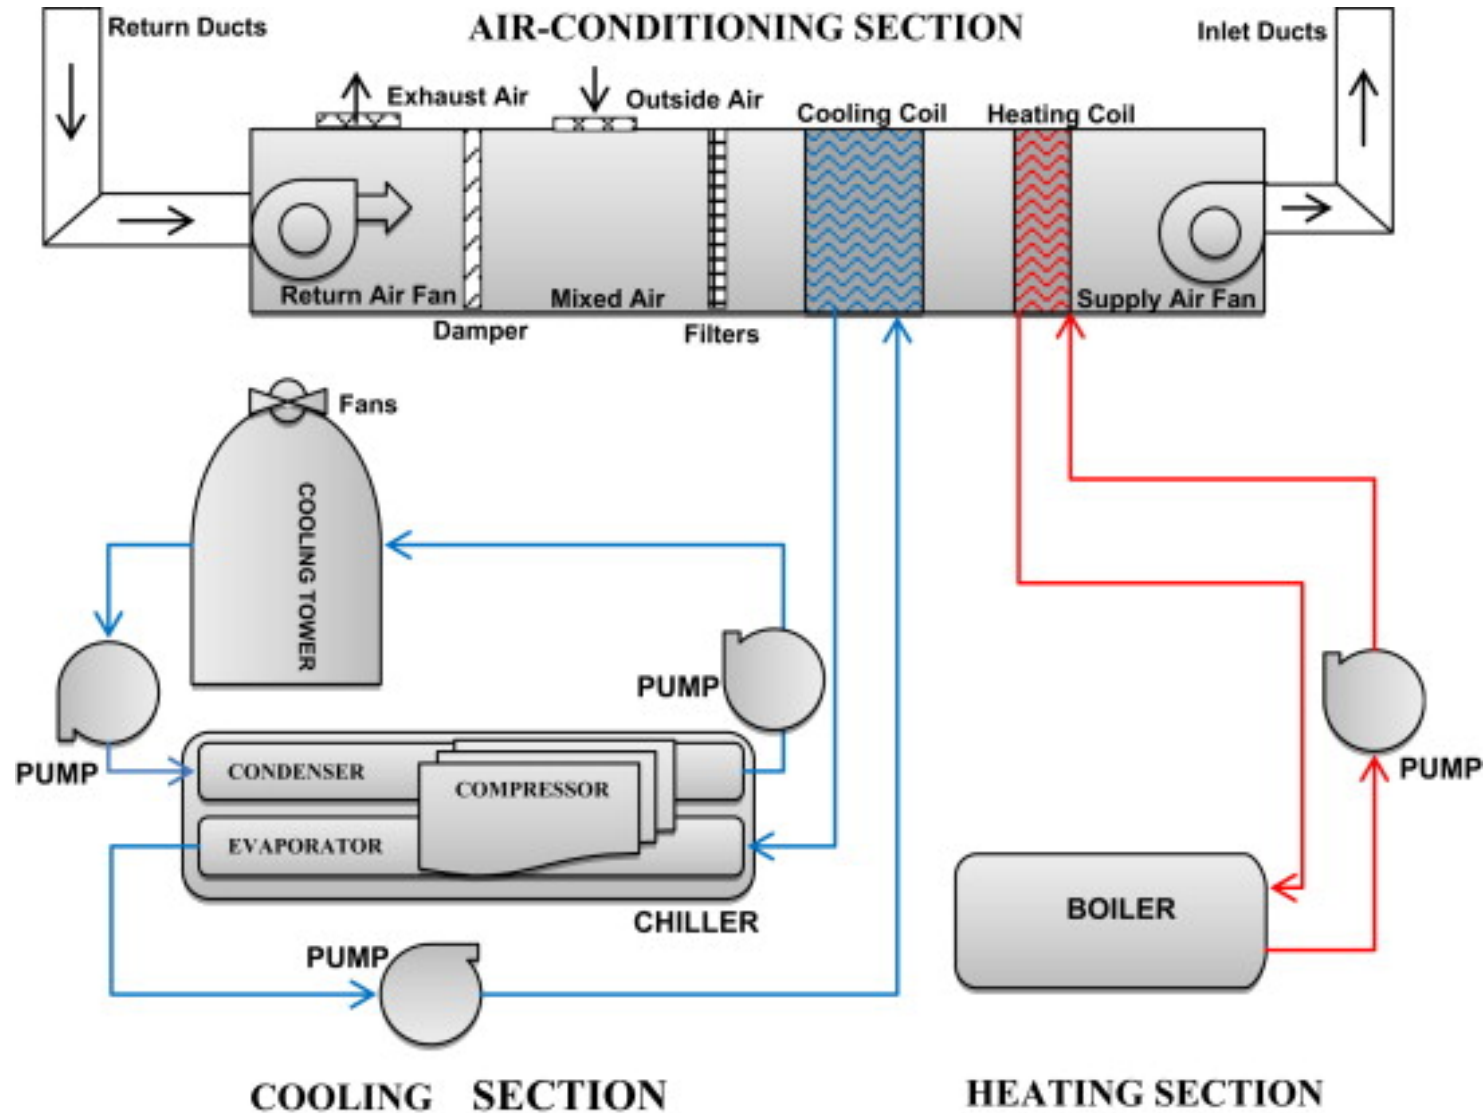 AIR-CONDITIONING SECTION
Return Ducts
Inlet Ducts
Exhaust Air
Outside Air
Cooling Coil
Heating Coil
Return Air Fan
Mixed Air
Supply Air Fan
Damper
Filters
Fans
COOLING TOWER
PUMP
PUMP
PUMP
CONDENSER
COMPRESSOR
EVAPORATOR
CHILLER
BOILER
PUMP
COOLING SECTION
HEATING SECTION